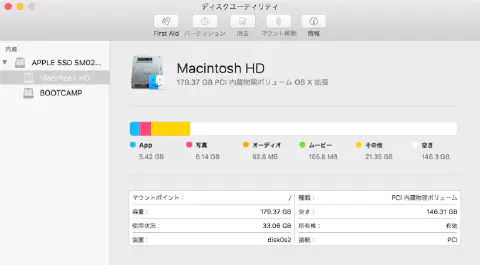 ディスクユーティリティ
First Aid パーティション 消去 マウント解除 情報
内蔵
APPLE SSD SM02...
Macintosh HD
BOOTCAMP
Macintosh HD
179.37 GB PCI 内蔵物理ボリューム OS X 拡張
App 写真 オーディオ ムービー その他 空き
5.42 GB 6.14 GB 62.6 MB 165.8 MB 21.35 GB 146.3 GB
マウントポイント： / 種類： PCI 内蔵物理ボリューム
容量： 179.37 GB 空き： 146.31 GB
使用状況： 33.06 GB 所有権： 有効
装置： disk0s2 接続： PCI